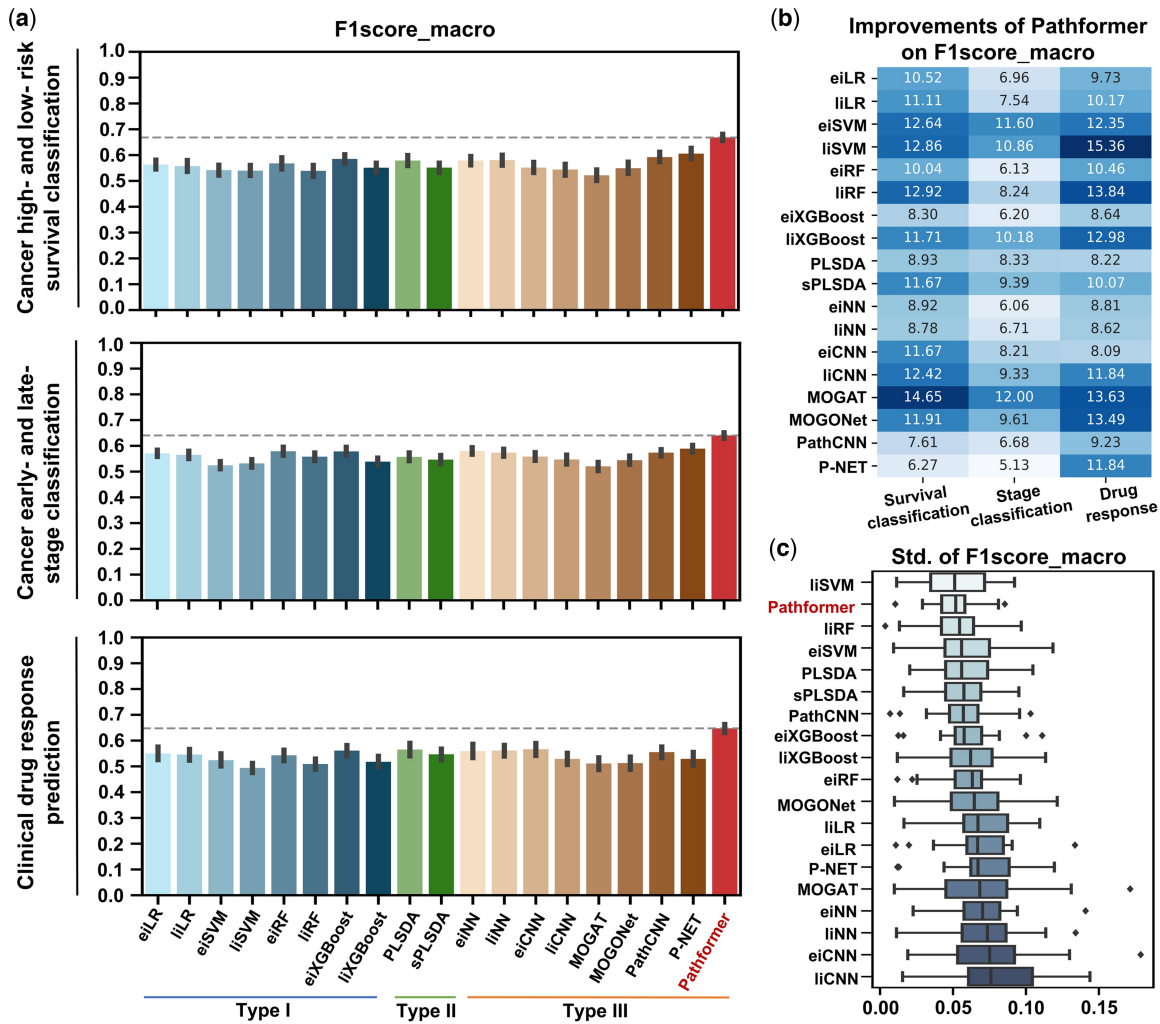 (a)
F1score_macro
Cancer high- and low- risk
survival classification
1.0
0.9
0.8
0.7
0.6
0.5
0.4
0.3
0.2
0.1
0.0
Cancer early- and late-
stage classification
1.0
0.9
0.8
0.7
0.6
0.5
0.4
0.3
0.2
0.1
0.0
Clinical drug response
prediction
1.0
0.9
0.8
0.7
0.6
0.5
0.4
0.3
0.2
0.1
0.0
eiLR
liLR
eiSVM
liSVM
eiRF
liRF
eiXGBoost
liXGBoost
PLSDA
sPLSDA
eiNN
liNN
eiCNN
liCNN
MOGAT
MOGONet
PathCNN
P-NET
Pathformer
Type I
Type II
Type III
(b)
Improvements of Pathformer
on F1score_macro
eiLR 10.52 6.96 9.73
liLR 11.11 7.54 10.17
eiSVM 12.64 11.60 12.35
liSVM 12.86 10.86 15.36
eiRF 10.04 6.13 10.46
liRF 12.92 8.24 13.84
eiXGBoost 8.30 6.20 8.64
liXGBoost 11.71 10.18 12.98
PLSDA 8.93 8.33 8.22
sPLSDA 11.67 9.39 10.07
eiNN 8.92 6.06 8.81
liNN 8.78 6.71 8.62
eiCNN 11.67 8.21 8.09
liCNN 12.42 9.33 11.84
MOGAT 14.65 12.00 13.63
MOGONet 11.91 9.61 13.49
PathCNN 7.61 6.68 9.23
P-NET 6.27 5.13 11.84
Survival
classification
Stage
classification
Drug
response
(c)
Std. of F1score_macro
liSVM
Pathformer
liRF
eiSVM
PLSDA
sPLSDA
PathCNN
eiXGBoost
liXGBoost
eiRF
MOGONet
liLR
eiLR
P-NET
MOGAT
eiNN
liNN
eiCNN
liCNN
0.00 0.05 0.10 0.15